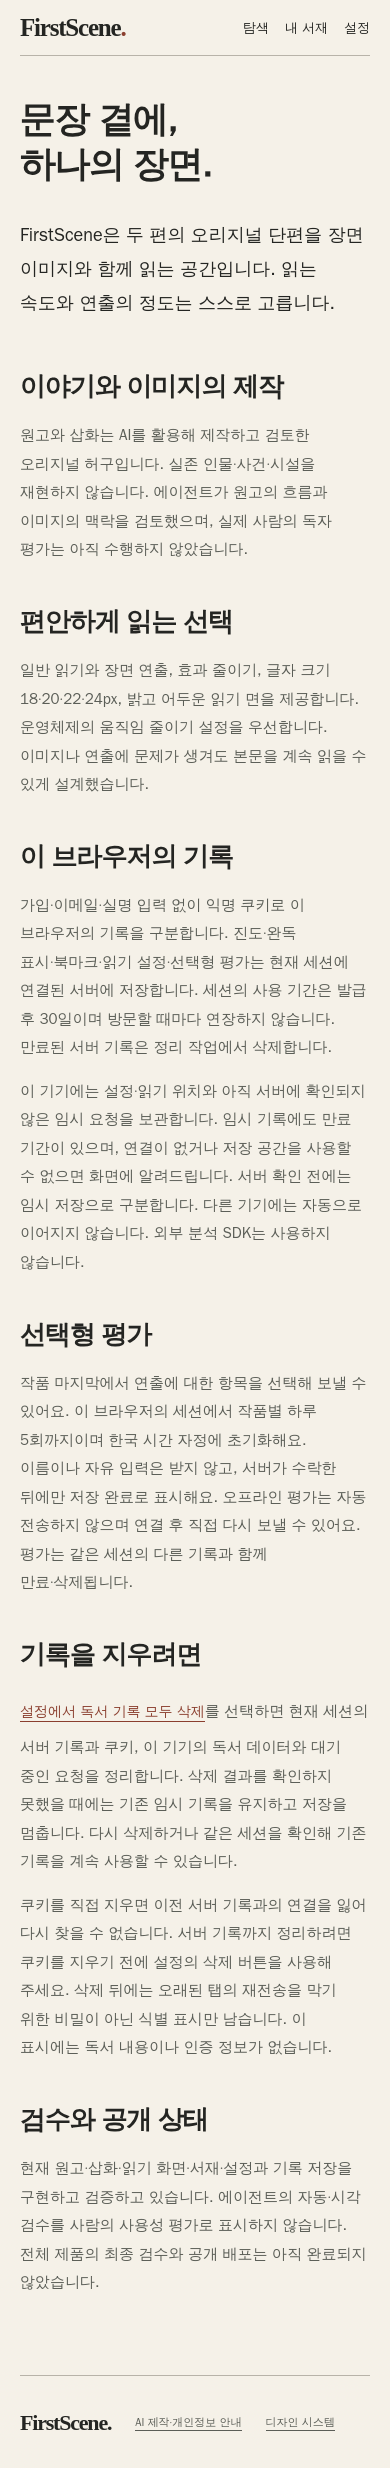 FirstScene.
탐색 내 서재 설정
문장 곁에,
하나의 장면.
FirstScene은 두 편의 오리지널 단편을 장면
이미지와 함께 읽는 공간입니다. 읽는
속도와 연출의 정도는 스스로 고릅니다.
이야기와 이미지의 제작
원고와 삽화는 AI를 활용해 제작하고 검토한
오리지널 허구입니다. 실존 인물·사건·시설을
재현하지 않습니다. 에이전트가 원고의 흐름과
이미지의 맥락을 검토했으며, 실제 사람의 독자
평가는 아직 수행하지 않았습니다.
편안하게 읽는 선택
일반 읽기와 장면 연출, 효과 줄이기, 글자 크기
18·20·22·24px, 밝고 어두운 읽기 면을 제공합니다.
운영체제의 움직임 줄이기 설정을 우선합니다.
이미지나 연출에 문제가 생겨도 본문을 계속 읽을 수
있게 설계했습니다.
이 브라우저의 기록
가입·이메일·실명 입력 없이 익명 쿠키로 이
브라우저의 기록을 구분합니다. 진도·완독
표시·북마크·읽기 설정·선택형 평가는 현재 세션에
연결된 서버에 저장합니다. 세션의 사용 기간은 발급
후 30일이며 방문할 때마다 연장하지 않습니다.
만료된 서버 기록은 정리 작업에서 삭제합니다.
이 기기에는 설정·읽기 위치와 아직 서버에 확인되지
않은 임시 요청을 보관합니다. 임시 기록에도 만료
기간이 있으며, 연결이 없거나 저장 공간을 사용할
수 없으면 화면에 알려드립니다. 서버 확인 전에는
임시 저장으로 구분합니다. 다른 기기에는 자동으로
이어지지 않습니다. 외부 분석 SDK는 사용하지
않습니다.
선택형 평가
작품 마지막에서 연출에 대한 항목을 선택해 보낼 수
있어요. 이 브라우저의 세션에서 작품별 하루
5회까지이며 한국 시간 자정에 초기화해요.
이름이나 자유 입력은 받지 않고, 서버가 수락한
뒤에만 저장 완료로 표시해요. 오프라인 평가는 자동
전송하지 않으며 연결 후 직접 다시 보낼 수 있어요.
평가는 같은 세션의 다른 기록과 함께
만료·삭제됩니다.
기록을 지우려면
설정에서 독서 기록 모두 삭제를 선택하면 현재 세션의
서버 기록과 쿠키, 이 기기의 독서 데이터와 대기
중인 요청을 정리합니다. 삭제 결과를 확인하지
못했을 때에는 기존 임시 기록을 유지하고 저장을
멈춥니다. 다시 삭제하거나 같은 세션을 확인해 기존
기록을 계속 사용할 수 있습니다.
쿠키를 직접 지우면 이전 서버 기록과의 연결을 잃어
다시 찾을 수 없습니다. 서버 기록까지 정리하려면
쿠키를 지우기 전에 설정의 삭제 버튼을 사용해
주세요. 삭제 뒤에는 오래된 탭의 재전송을 막기
위한 비밀이 아닌 식별 표시만 남습니다. 이
표시에는 독서 내용이나 인증 정보가 없습니다.
검수와 공개 상태
현재 원고·삽화·읽기 화면·서재·설정과 기록 저장을
구현하고 검증하고 있습니다. 에이전트의 자동·시각
검수를 사람의 사용성 평가로 표시하지 않습니다.
전체 제품의 최종 검수와 공개 배포는 아직 완료되지
않았습니다.
FirstScene. AI 제작·개인정보 안내 디자인 시스템